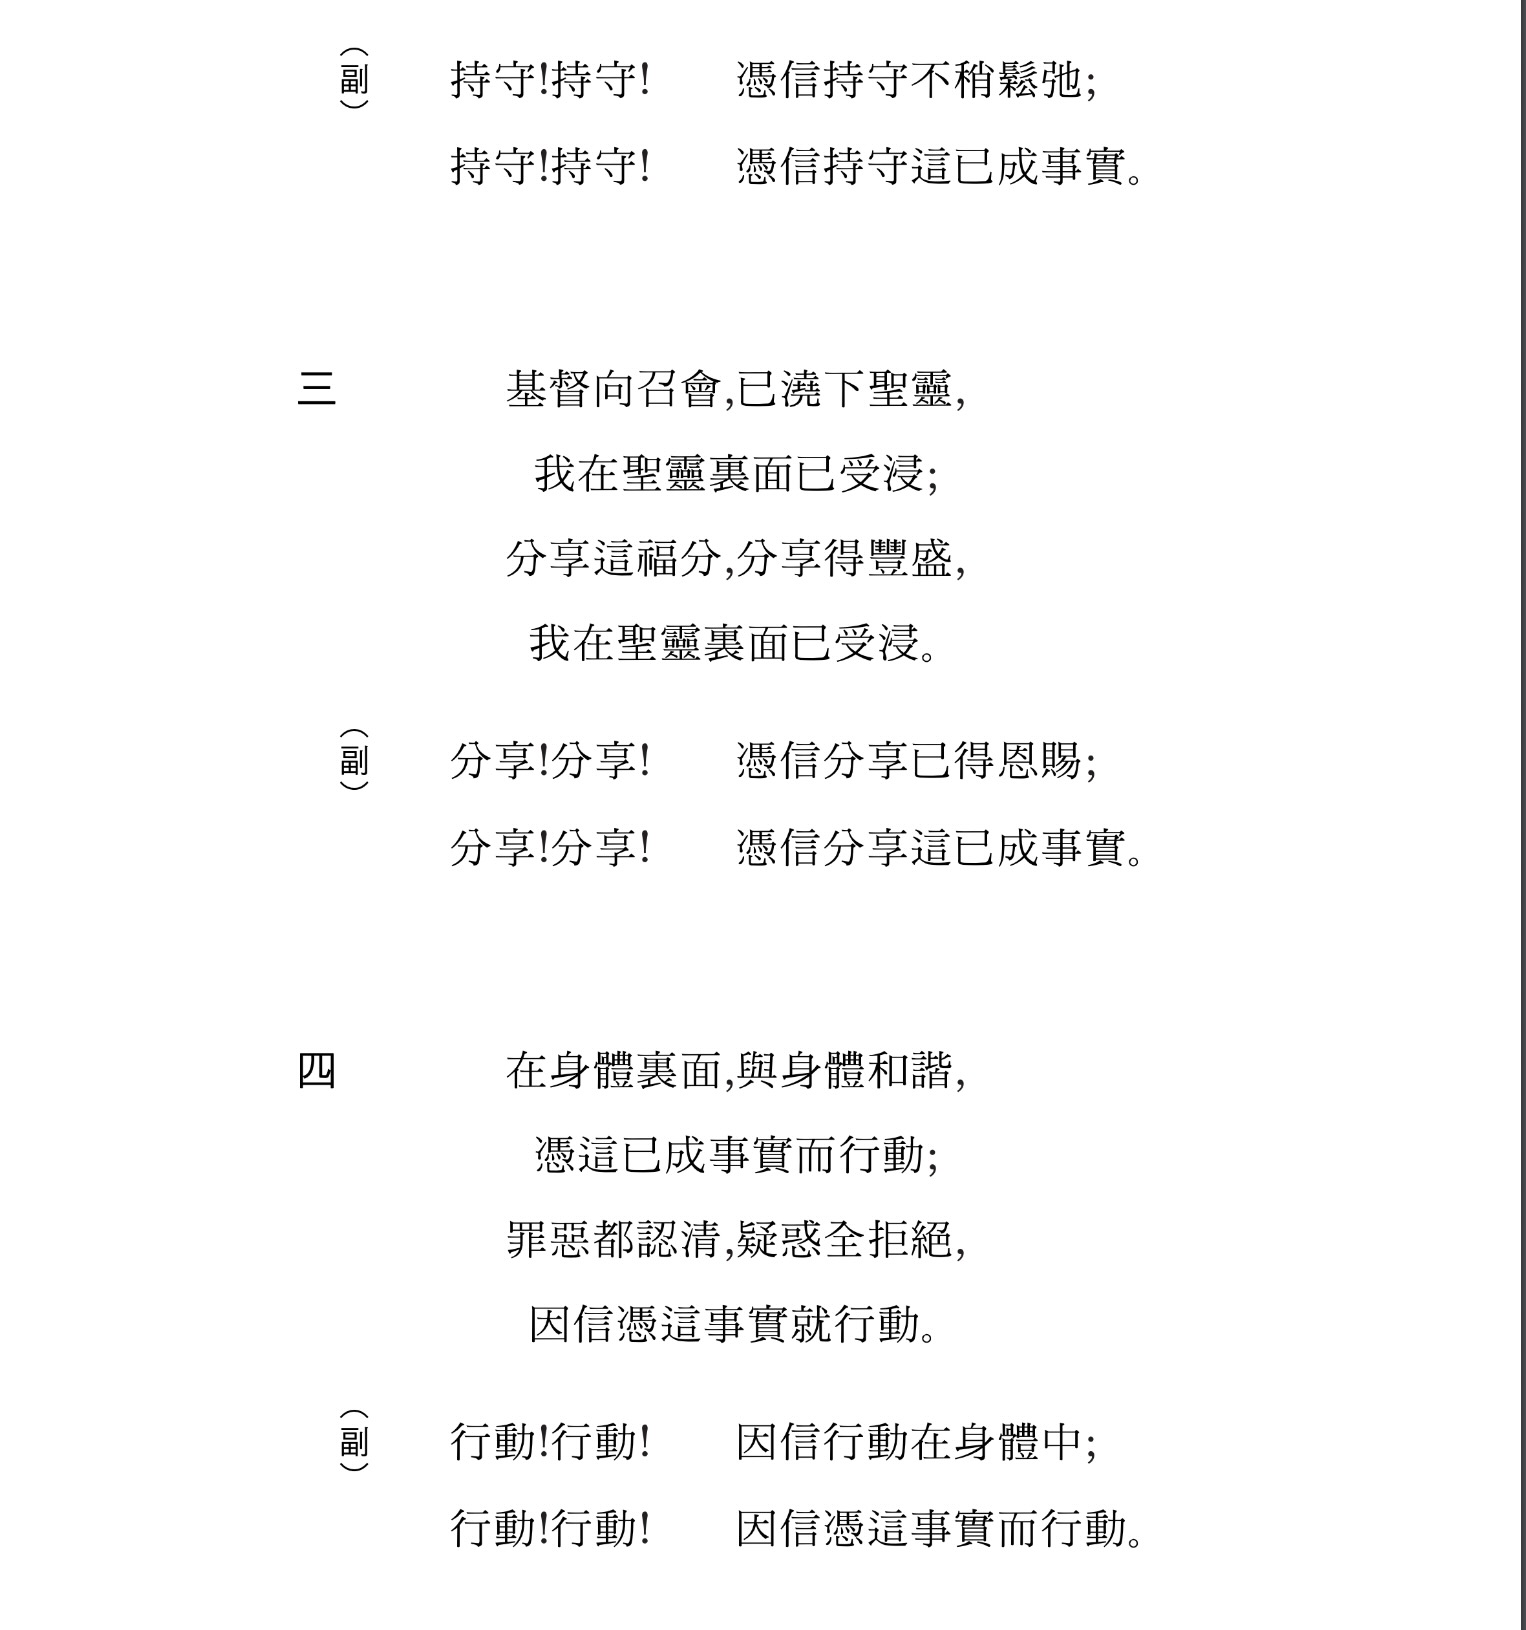 （副） 持守!持守! 憑信持守不稍鬆弛;
持守!持守! 憑信持守這已成事實。
三 基督向召會,已澆下聖靈,
我在聖靈裏面已受浸;
分享這福分,分享得豐盛,
我在聖靈裏面已受浸。
（副） 分享!分享! 憑信分享已得恩賜;
分享!分享! 憑信分享這已成事實。
四 在身體裏面,與身體和諧,
憑這已成事實而行動;
罪惡都認清,疑惑全拒絕,
因信憑這事實就行動。
（副） 行動!行動! 因信行動在身體中;
行動!行動! 因信憑這事實而行動。